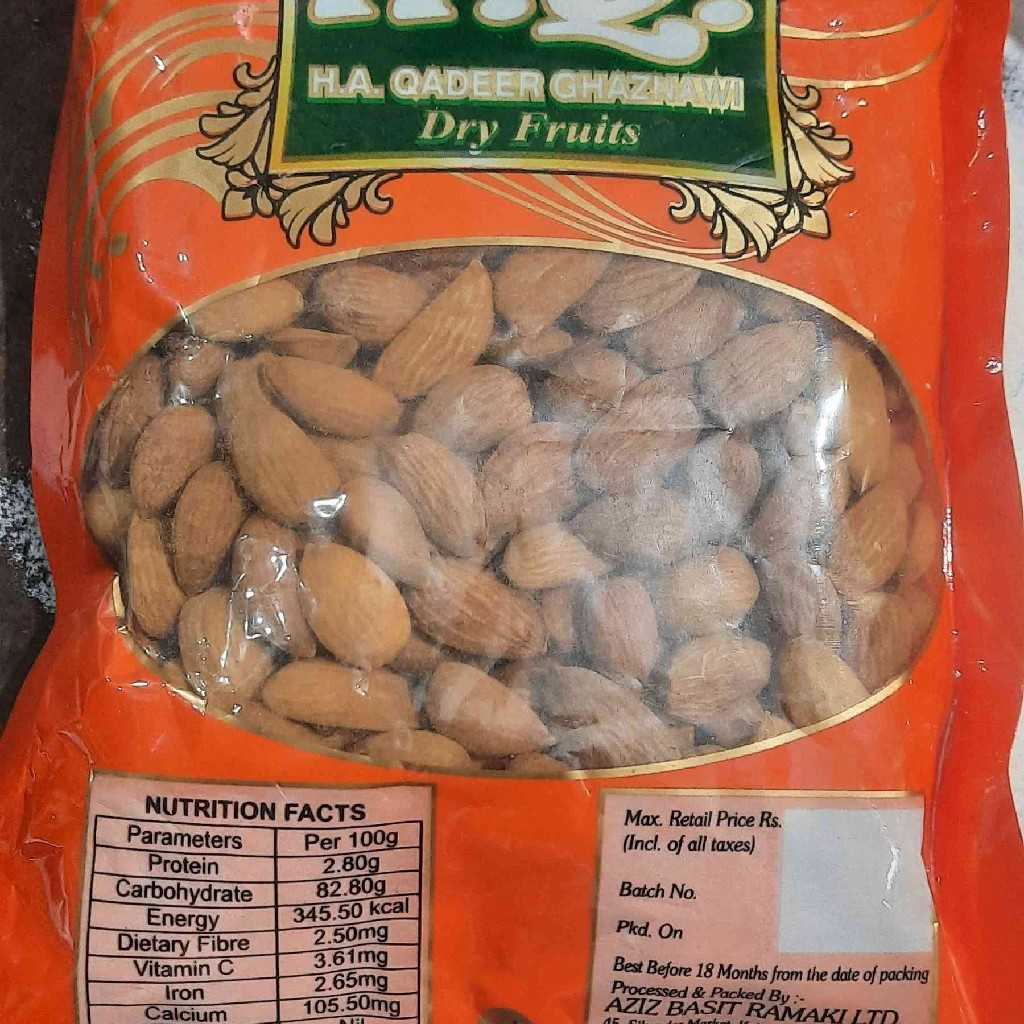 H.A. QADEER GHAZNAWI
Dry Fruits
NUTRITION FACTS
Parameters Per 100g
Protein 2.80g
Carbohydrate 82.80g
Energy 345.50 kcal
Dietary Fibre 2.50mg
Vitamin C 3.61mg
Iron 2.65mg
Calcium 105.50mg
Nil
Max. Retail Price Rs.
(Incl. of all taxes)
Batch No.
Pkd. On
Best Before 18 Months from the date of packing
Processed & Packed By :-
AZIZ BASIT RAMAKI LTD